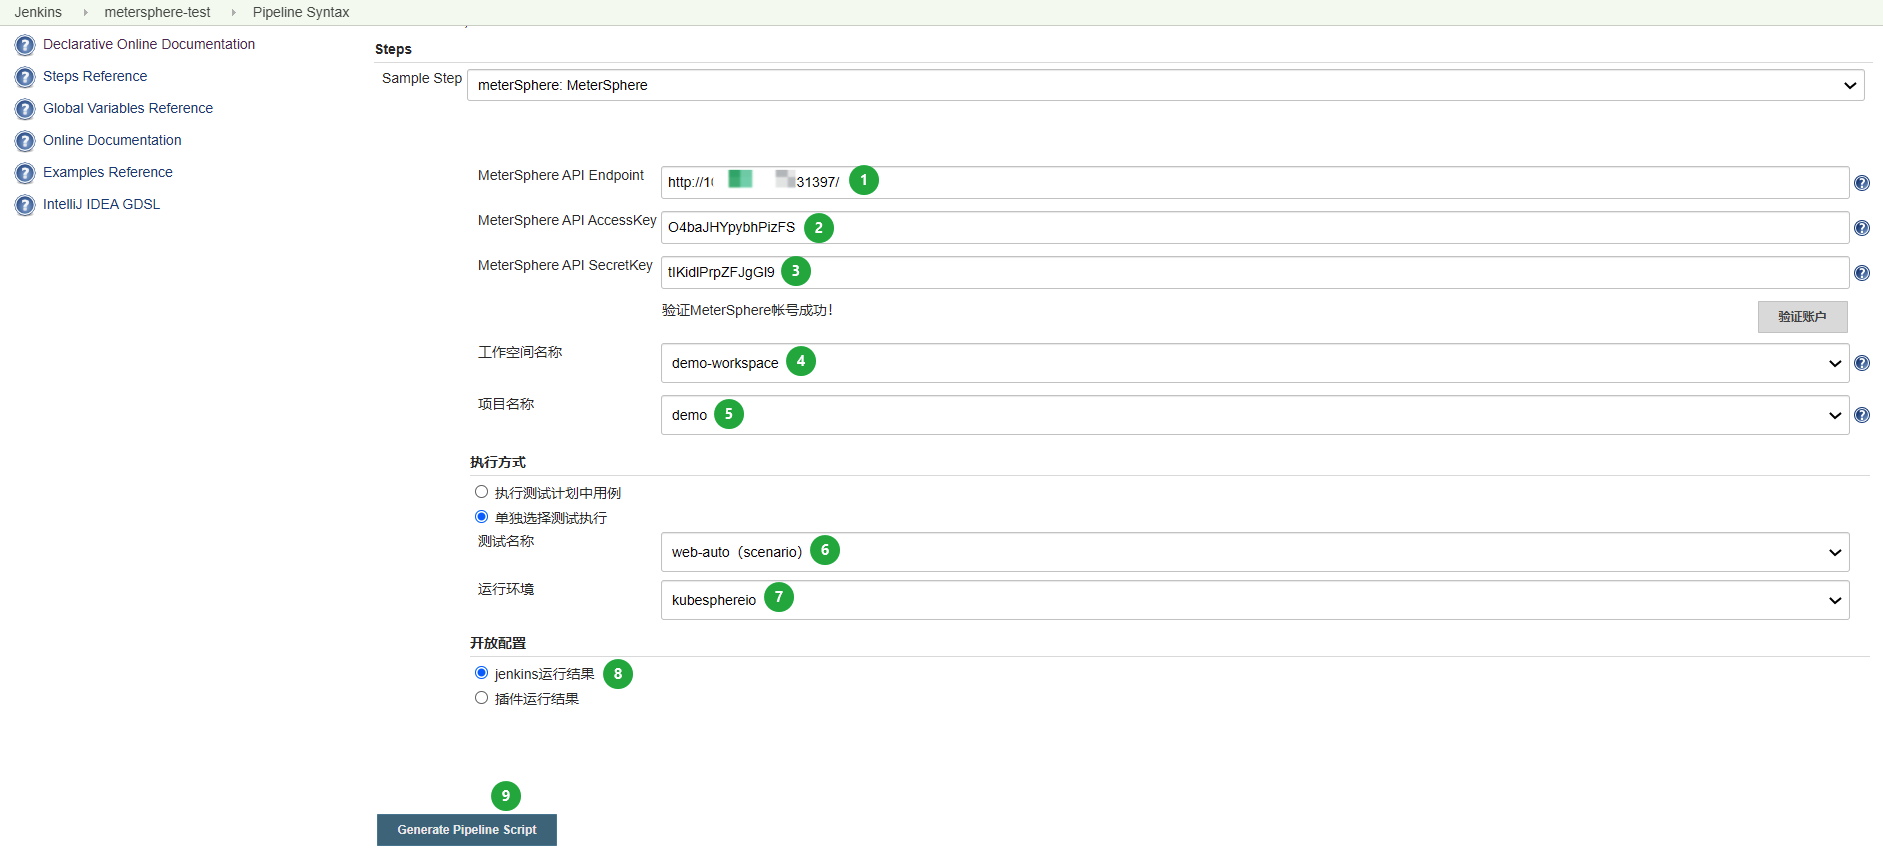 Jenkins metersphere-test Pipeline Syntax
Declarative Online Documentation
Steps Reference
Global Variables Reference
Online Documentation
Examples Reference
IntelliJ IDEA GDSL
Steps
Sample Step meterSphere: MeterSphere
MeterSphere API Endpoint http://1 31397/ 1
MeterSphere API AccessKey O4baJHYpybhPizFS 2
MeterSphere API SecretKey 3
验证MeterSphere帐号成功！
验证账户
工作空间名称 demo-workspace 4
项目名称 demo 5
执行方式
执行测试计划中用例
单独选择测试执行
测试名称 web-auto（scenario） 6
运行环境 kubesphereio 7
开放配置
jenkins运行结果 8
插件运行结果
9
Generate Pipeline Script